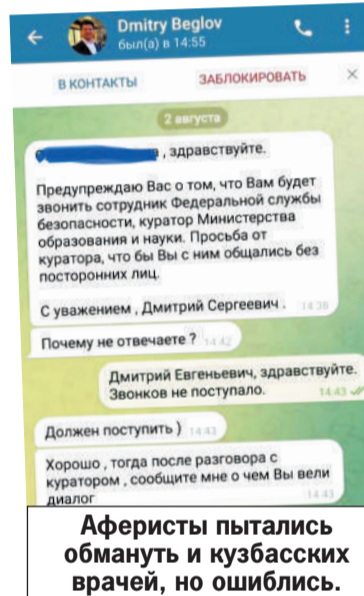 Dmitry Beglov
был(а) в 14:55
В КОНТАКТЫ
ЗАБЛОКИРОВАТЬ
2 августа
, здравствуйте.
Предупреждаю Вас о том, что Вам будет
звонить сотрудник Федеральной службы
безопасности, куратор Министерства
образования и науки. Просьба от
куратора, что бы Вы с ним общались без
посторонних лиц.
С уважением , Дмитрий Сергеевич . 14:38
Почему не отвечаете ? 14:42
Дмитрий Евгеньевич, здравствуйте.
Звонков не поступало. 14:43
Должен поступить ) 14:43
Хорошо , тогда после разговора с
куратором , сообщите мне о чем Вы вели
диалог 14:43
Аферисты пытались
обмануть и кузбасских
врачей, но ошиблись.